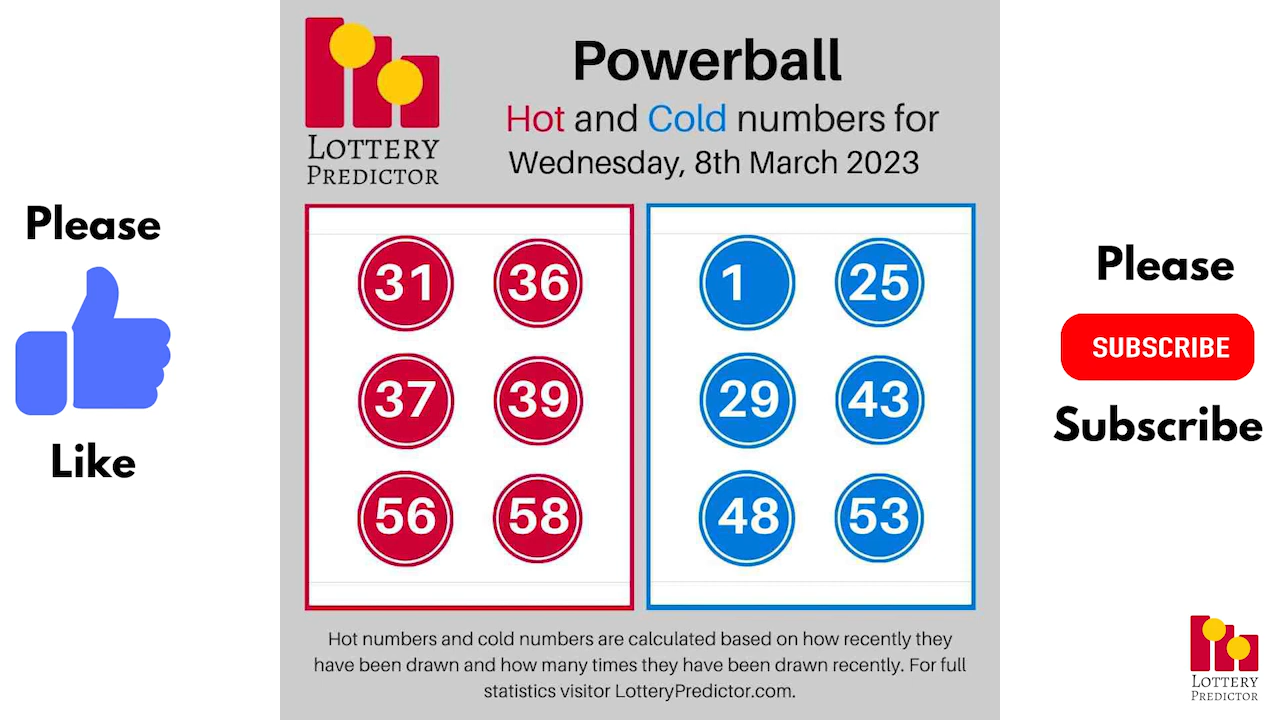 Powerball
Hot and Cold numbers for
Wednesday, 8th March 2023
LOTTERY
PREDICTOR
Please
Like
31 36
37 39
56 58
1 25
29 43
48 53
Please
SUBSCRIBE
Subscribe
Hot numbers and cold numbers are calculated based on how recently they
have been drawn and how many times they have been drawn recently. For full
statistics visitor LotteryPredictor.com.
LOTTERY
PREDICTOR